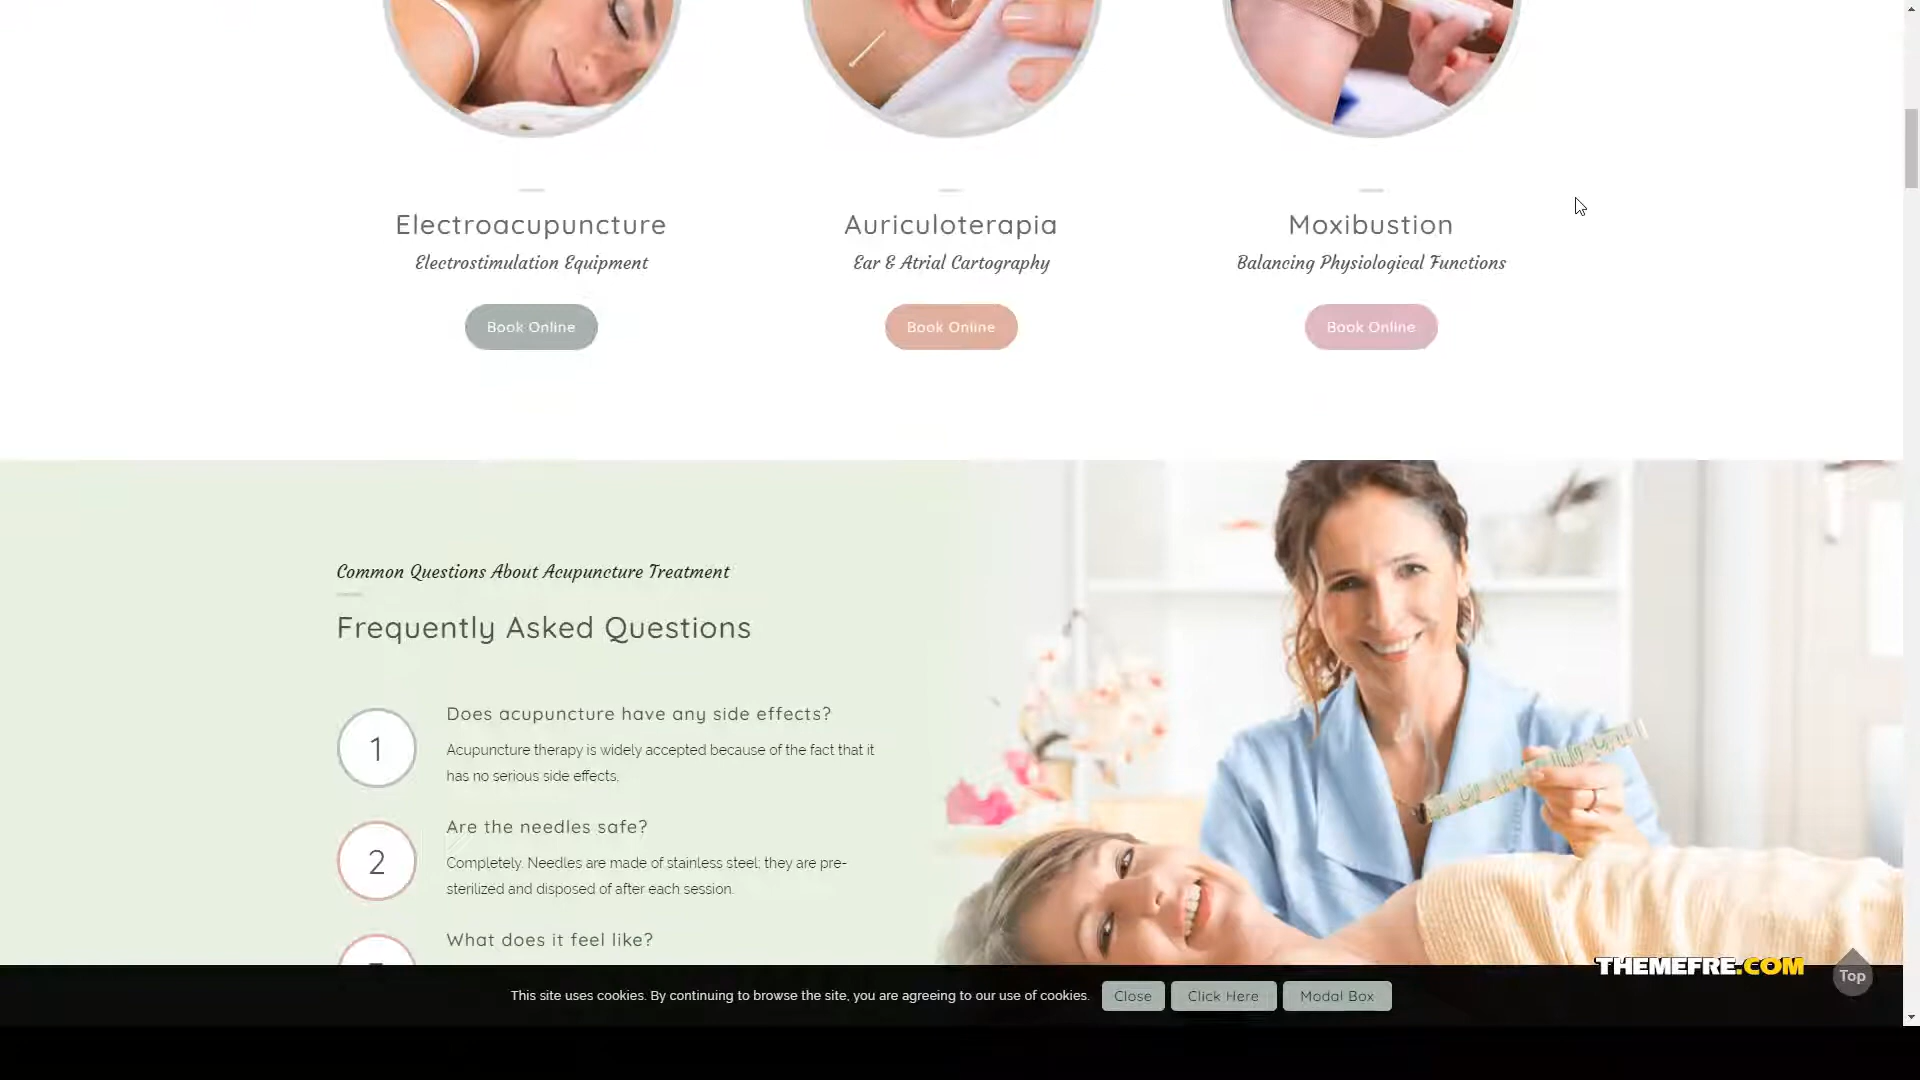 Electroacupuncture
Electrostimulation Equipment
Book Online
Auriculoterapia
Ear & Atrial Cartography
Book Online
Moxibustion
Balancing Physiological Functions
Book Online
Common Questions About Acupuncture Treatment
Frequently Asked Questions
1
Does acupuncture have any side effects?
Acupuncture therapy is widely accepted because of the fact that it
has no serious side effects.
2
Are the needles safe?
Completely. Needles are made of stainless steel; they are pre-
sterilized and disposed of after each session.
What does it feel like?
THEMEFRE.COM
Top
This site uses cookies. By continuing to browse the site, you are agreeing to our use of cookies.
Close
Click Here
Modal Box